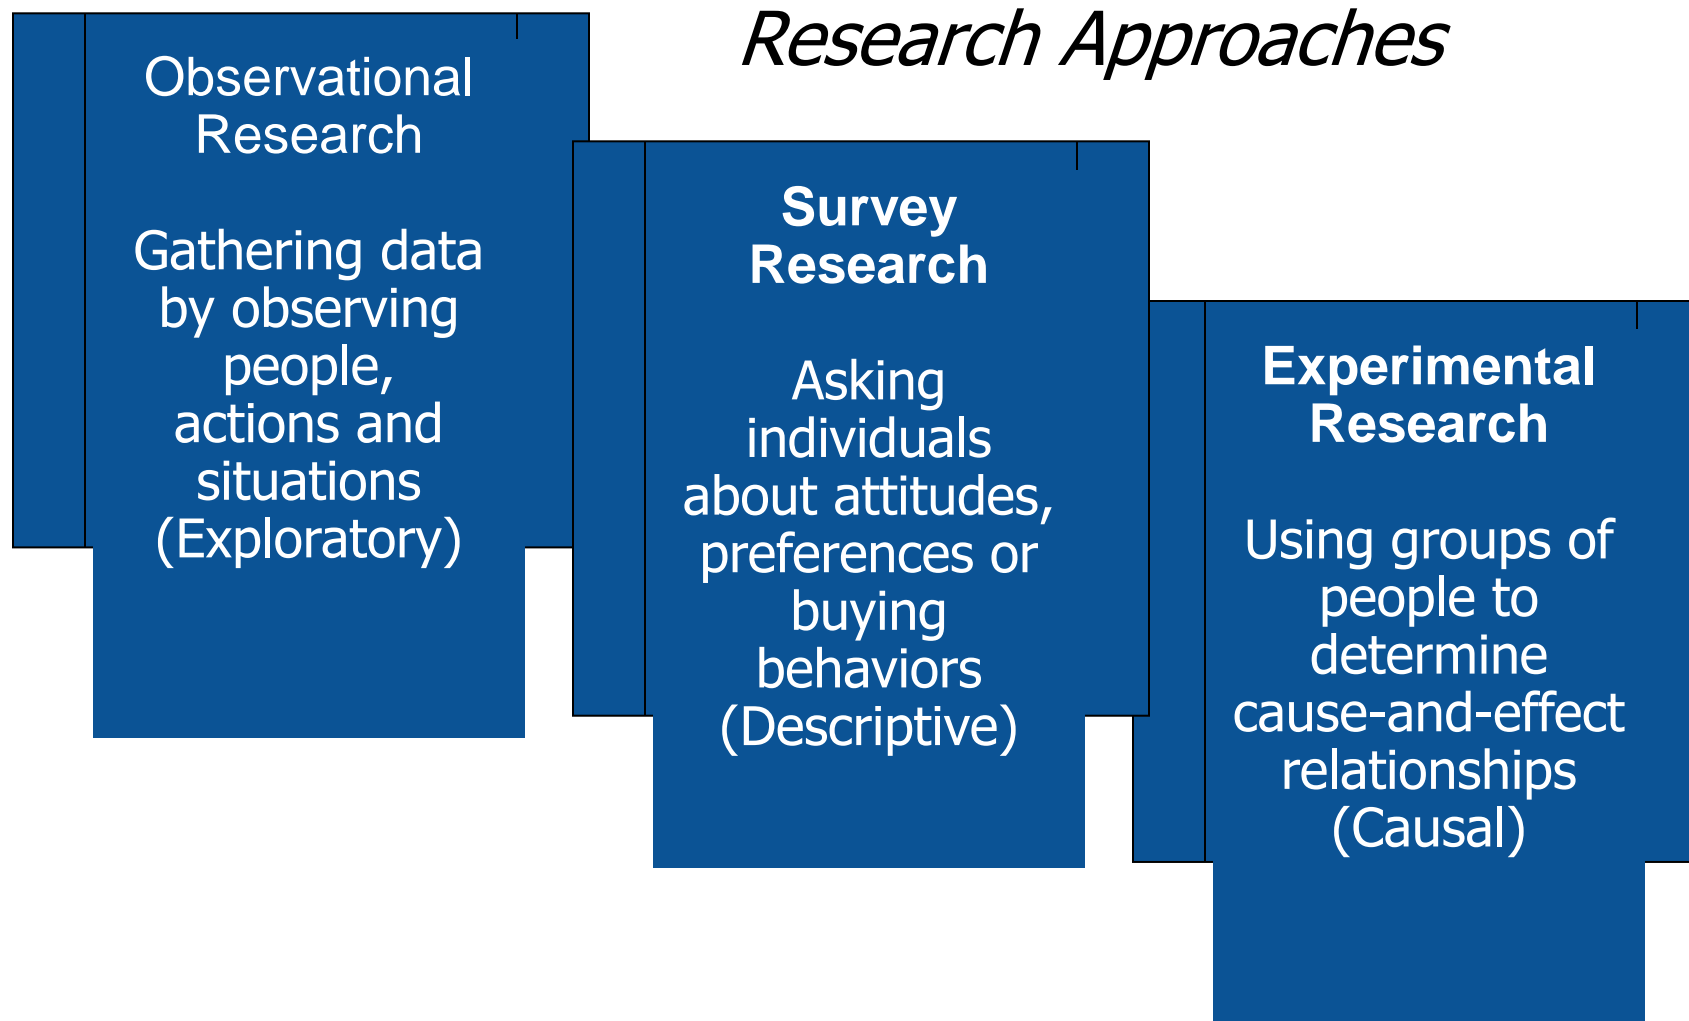 Research Approaches
Observational
Research
Gathering data
by observing
people,
actions and
situations
(Exploratory)
Survey
Research
Asking
individuals
about attitudes,
preferences or
buying
behaviors
(Descriptive)
Experimental
Research
Using groups of
people to
determine
cause-and-effect
relationships
(Causal)